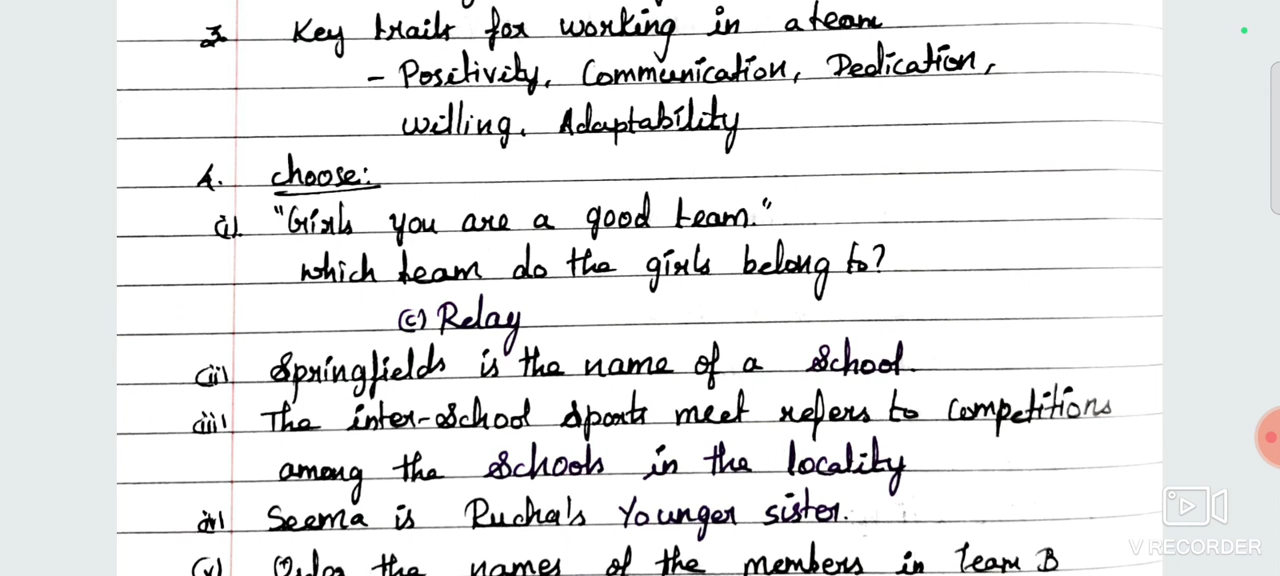 3. Key traits for working in a team
- Positivity, Communication, Dedication,
willing, Adaptability
4. choose:
(i). "Girls you are a good team."
which team do the girls belong to?
(c) Relay
(ii) Springfields is the name of a School.
(iii) The inter-School Sports meet refers to Competitions
among the Schools in the locality
(iv) Seema is Rucha's Younger sister.
(v) Order the names of the members in team B
V RECORDER